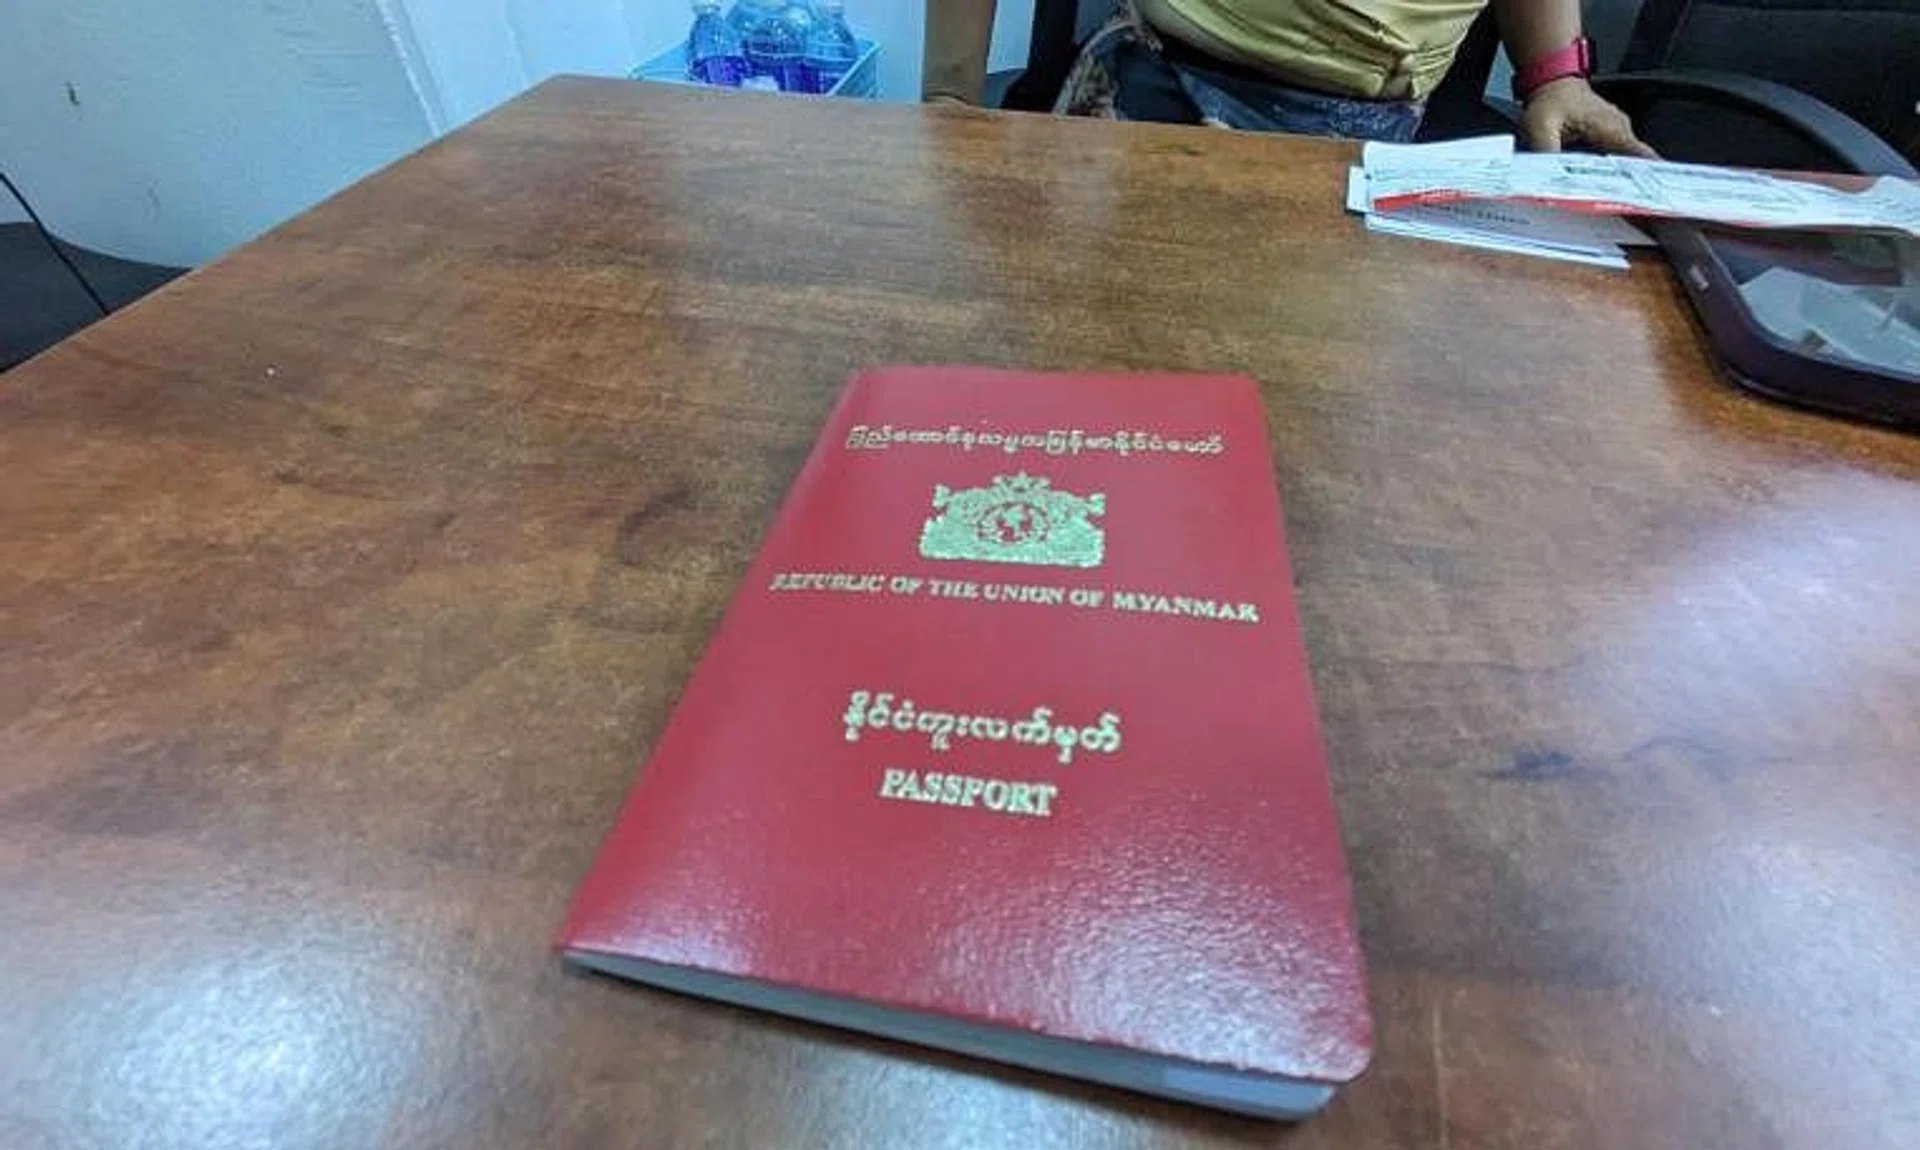 ပြည်ထောင်စုသမ္မတမြန်မာနိုင်ငံတော်
REPUBLIC OF THE UNION OF MYANMAR
နိုင်ငံကူးလက်မှတ်
PASSPORT